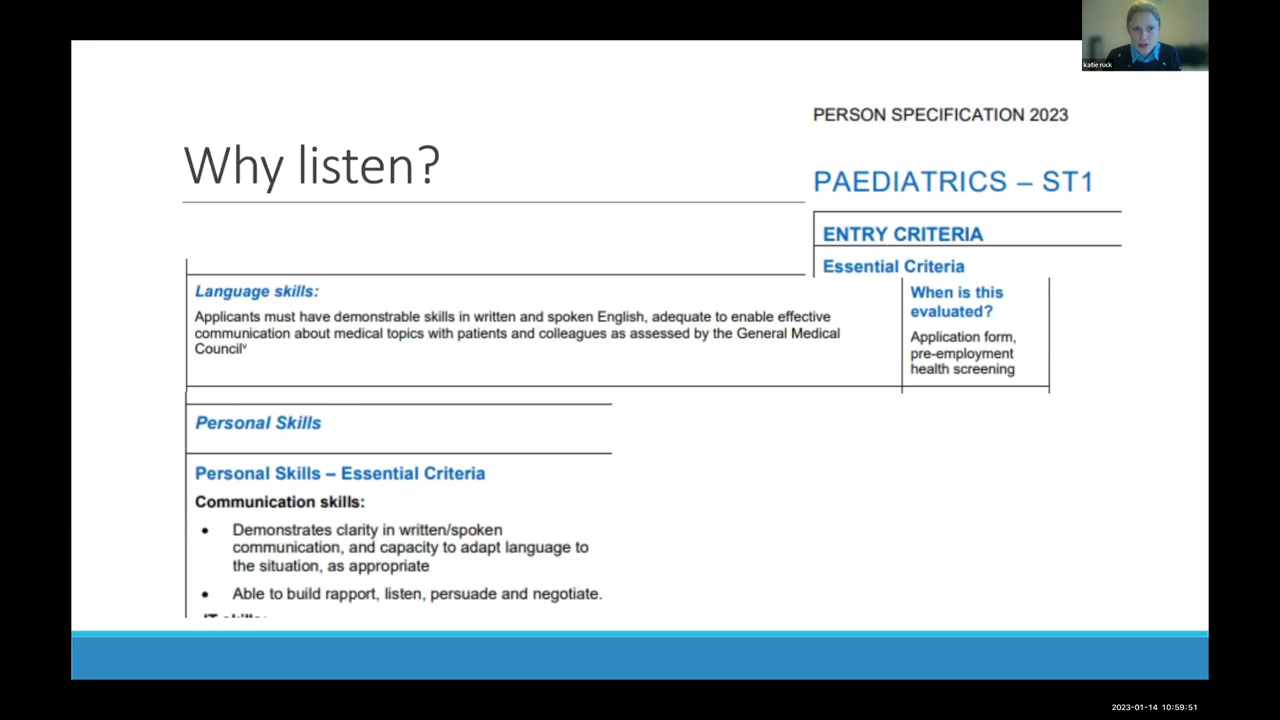 katie ruck
PERSON SPECIFICATION 2023
Why listen?
PAEDIATRICS – ST1
ENTRY CRITERIA
Essential Criteria
Language skills:
Applicants must have demonstrable skills in written and spoken English, adequate to enable effective
communication about medical topics with patients and colleagues as assessed by the General Medical
Councilᵛ
When is this
evaluated?
Application form,
pre-employment
health screening
Personal Skills
Personal Skills – Essential Criteria
Communication skills:
• Demonstrates clarity in written/spoken
communication, and capacity to adapt language to
the situation, as appropriate
• Able to build rapport, listen, persuade and negotiate.
2023-01-14 10:59:51